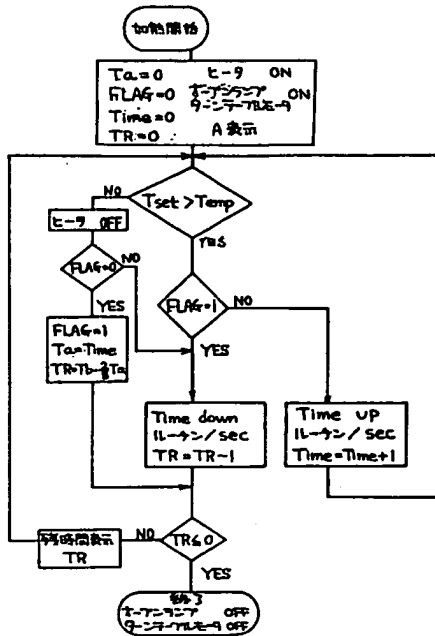 加熱開始
Ta=0 ヒータ ON
FLAG=0 オーブンランプ
ターンテーブルモータ ON
Time=0
TR=0 A表示
Tset>Temp
NO
YES
ヒータ OFF
FLAG=0
NO
YES
FLAG=1
NO
YES
FLAG=1
Ta=Time
Time down
ルーチン/sec
TR=TR-1
Time up
ルーチン/sec
Time=Time+1
TR≤0
NO
YES
残時間表示
TR
終了
オーブンランプ OFF
ターンテーブルモータ OFF